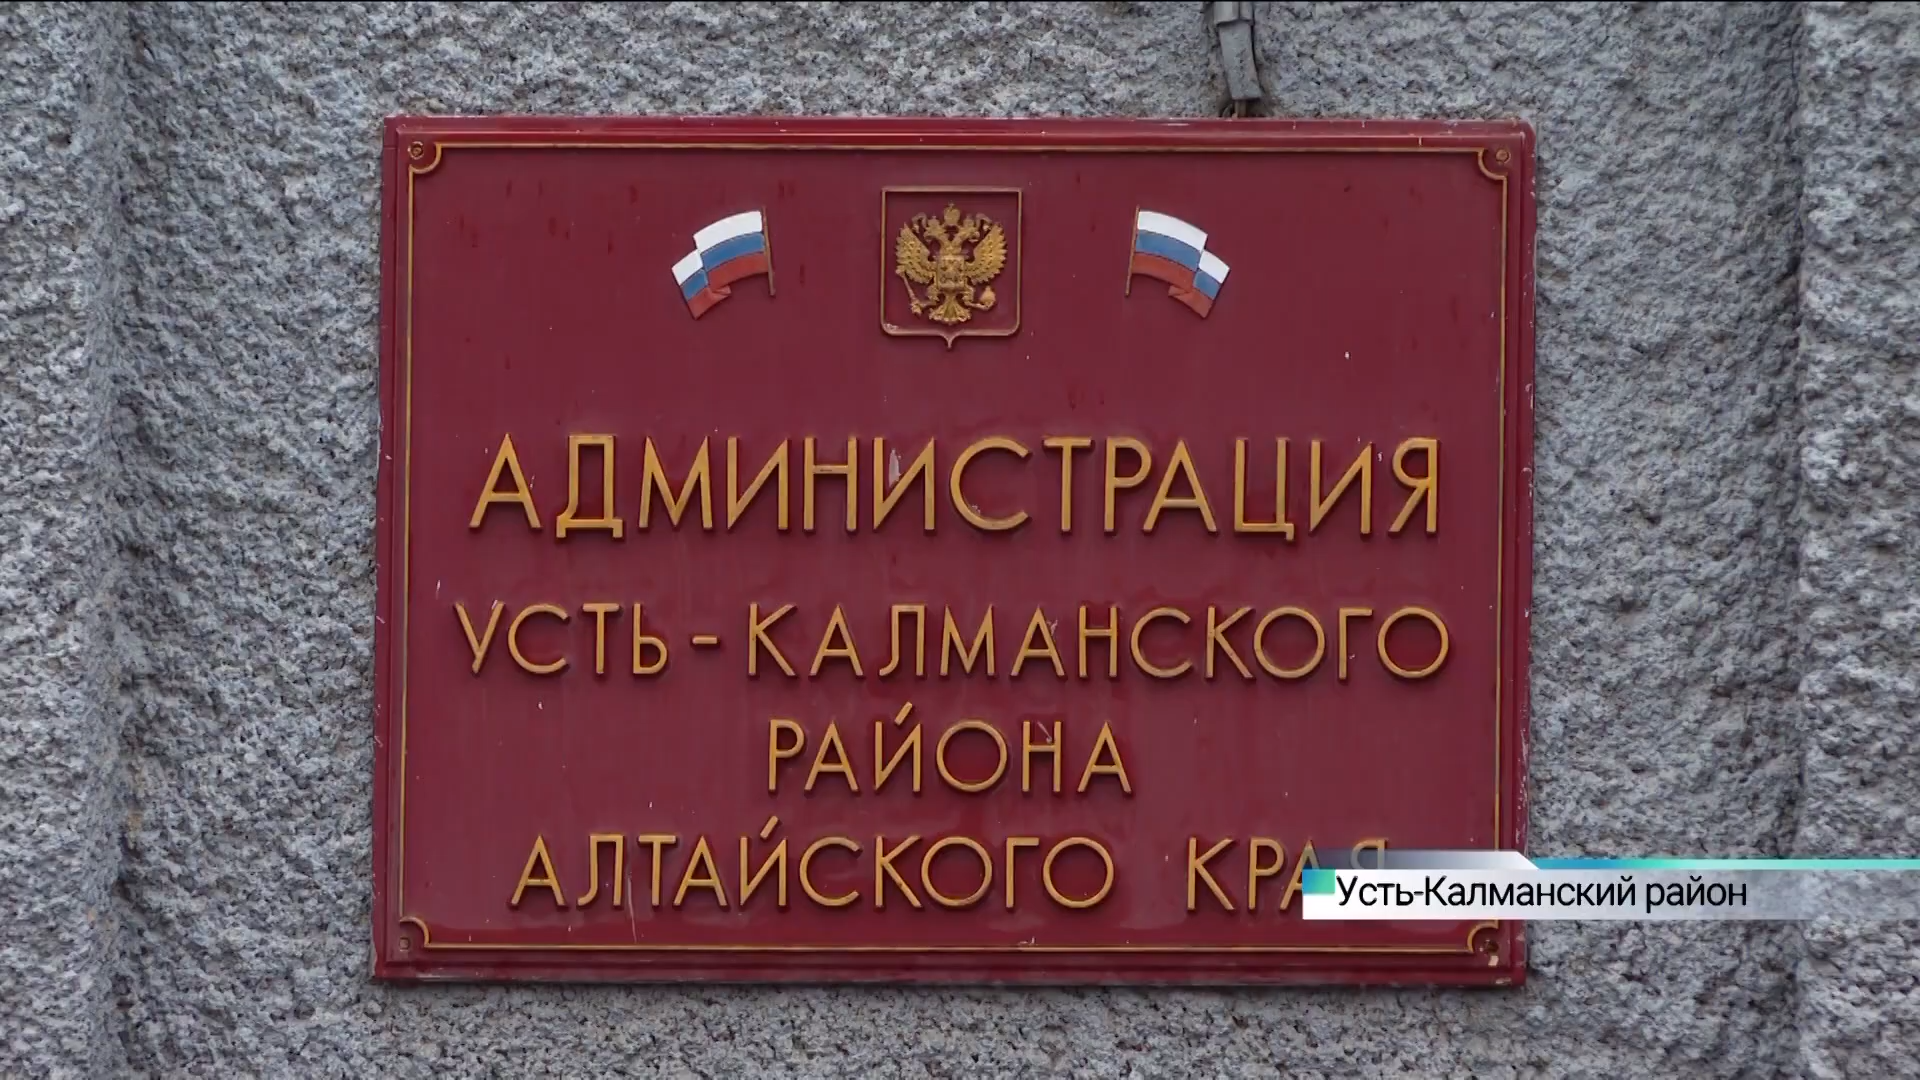 АДМИНИСТРАЦИЯ
УСТЬ-КАЛМАНСКОГО
РАЙОНА
АЛТАЙСКОГО КРАЯ
Усть-Калманский район